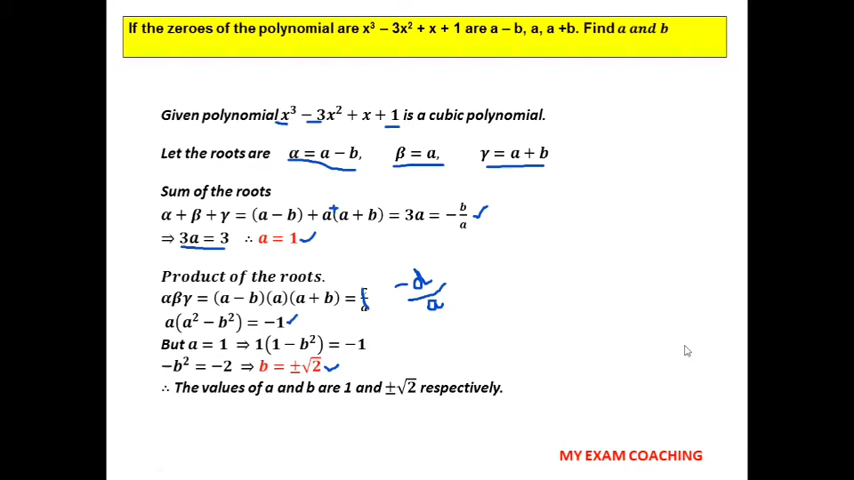 If the zeroes of the polynomial are x³ – 3x² + x + 1 are a – b, a, a +b. Find a and b
Given polynomial x³ − 3x² + x + 1 is a cubic polynomial.
Let the roots are α = a − b, β = a, γ = a + b
Sum of the roots
α + β + γ = (a − b) + a + (a + b) = 3a = − b/a
⇒ 3a = 3 ∴ a = 1
Product of the roots.
αβγ = (a − b)(a)(a + b) = -d/a
a(a² − b²) = −1
But a = 1 ⇒ 1(1 − b²) = −1
−b² = −2 ⇒ b = ±√2
∴ The values of a and b are 1 and ±√2 respectively.
MY EXAM COACHING